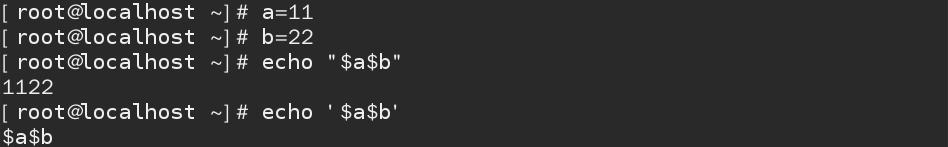 [ root@localhost ~]# a=11
[ root@localhost ~]# b=22
[ root@localhost ~]# echo "$a$b"
1122
[ root@localhost ~]# echo '$a$b'
$a$b